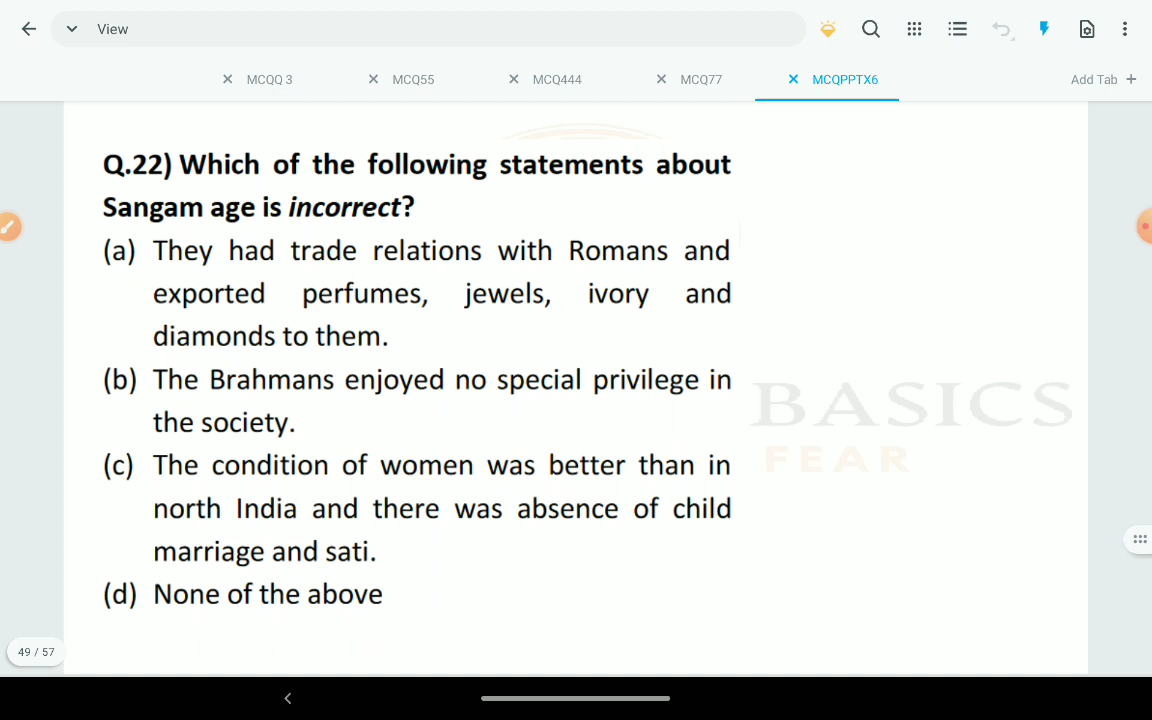 View
MCQQ 3
MCQ55
MCQ444
MCQ77
MCQPPTX6
Add Tab +
Q.22) Which of the following statements about
Sangam age is incorrect?
(a) They had trade relations with Romans and
exported perfumes, jewels, ivory and
diamonds to them.
(b) The Brahmans enjoyed no special privilege in
the society.
(c) The condition of women was better than in
north India and there was absence of child
marriage and sati.
(d) None of the above
BASICS
FEAR
49 / 57